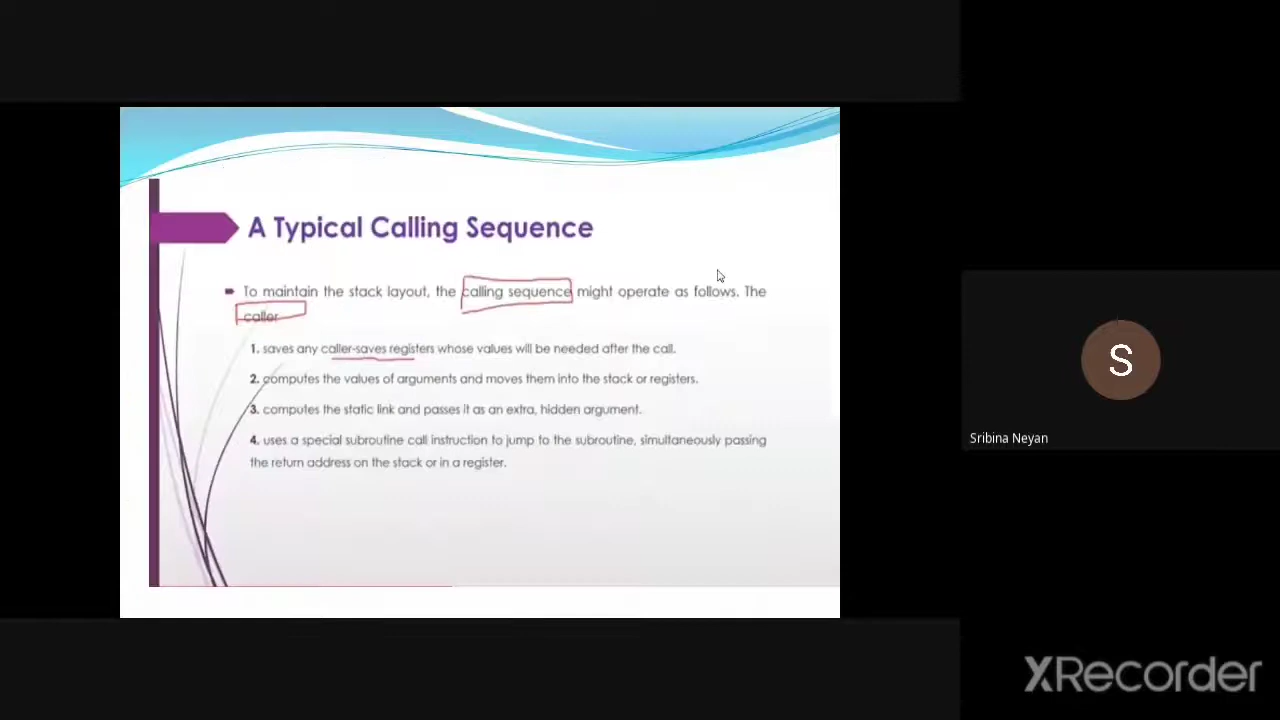 A Typical Calling Sequence
To maintain the stack layout, the calling sequence might operate as follows. The
caller
1. saves any caller-saves registers whose values will be needed after the call.
2. computes the values of arguments and moves them into the stack or registers.
3. computes the static link and passes it as an extra, hidden argument.
4. uses a special subroutine call instruction to jump to the subroutine, simultaneously passing
the return address on the stack or in a register.
S
Sribina Neyan
XRecorder